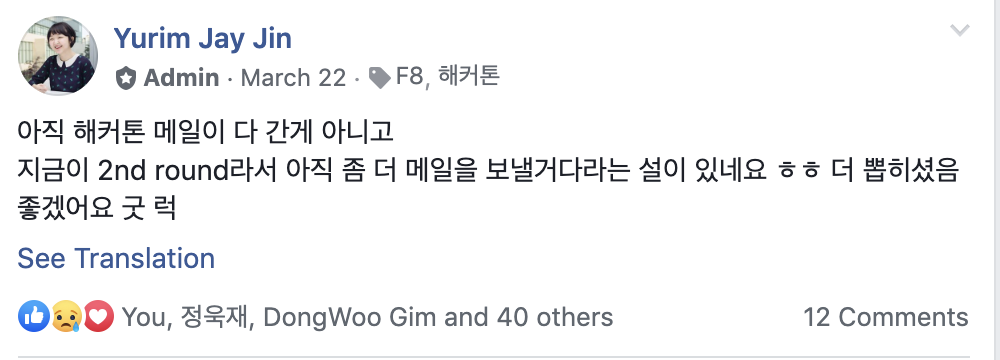 Yurim Jay Jin
Admin · March 22 · F8, 해커톤
아직 해커톤 메일이 다 간게 아니고
지금이 2nd round라서 아직 좀 더 메일을 보낼거다라는 설이 있네요 ㅎㅎ 더 뽑히셨음
좋겠어요 굿 럭
See Translation
You, 정욱재, DongWoo Gim and 40 others 12 Comments